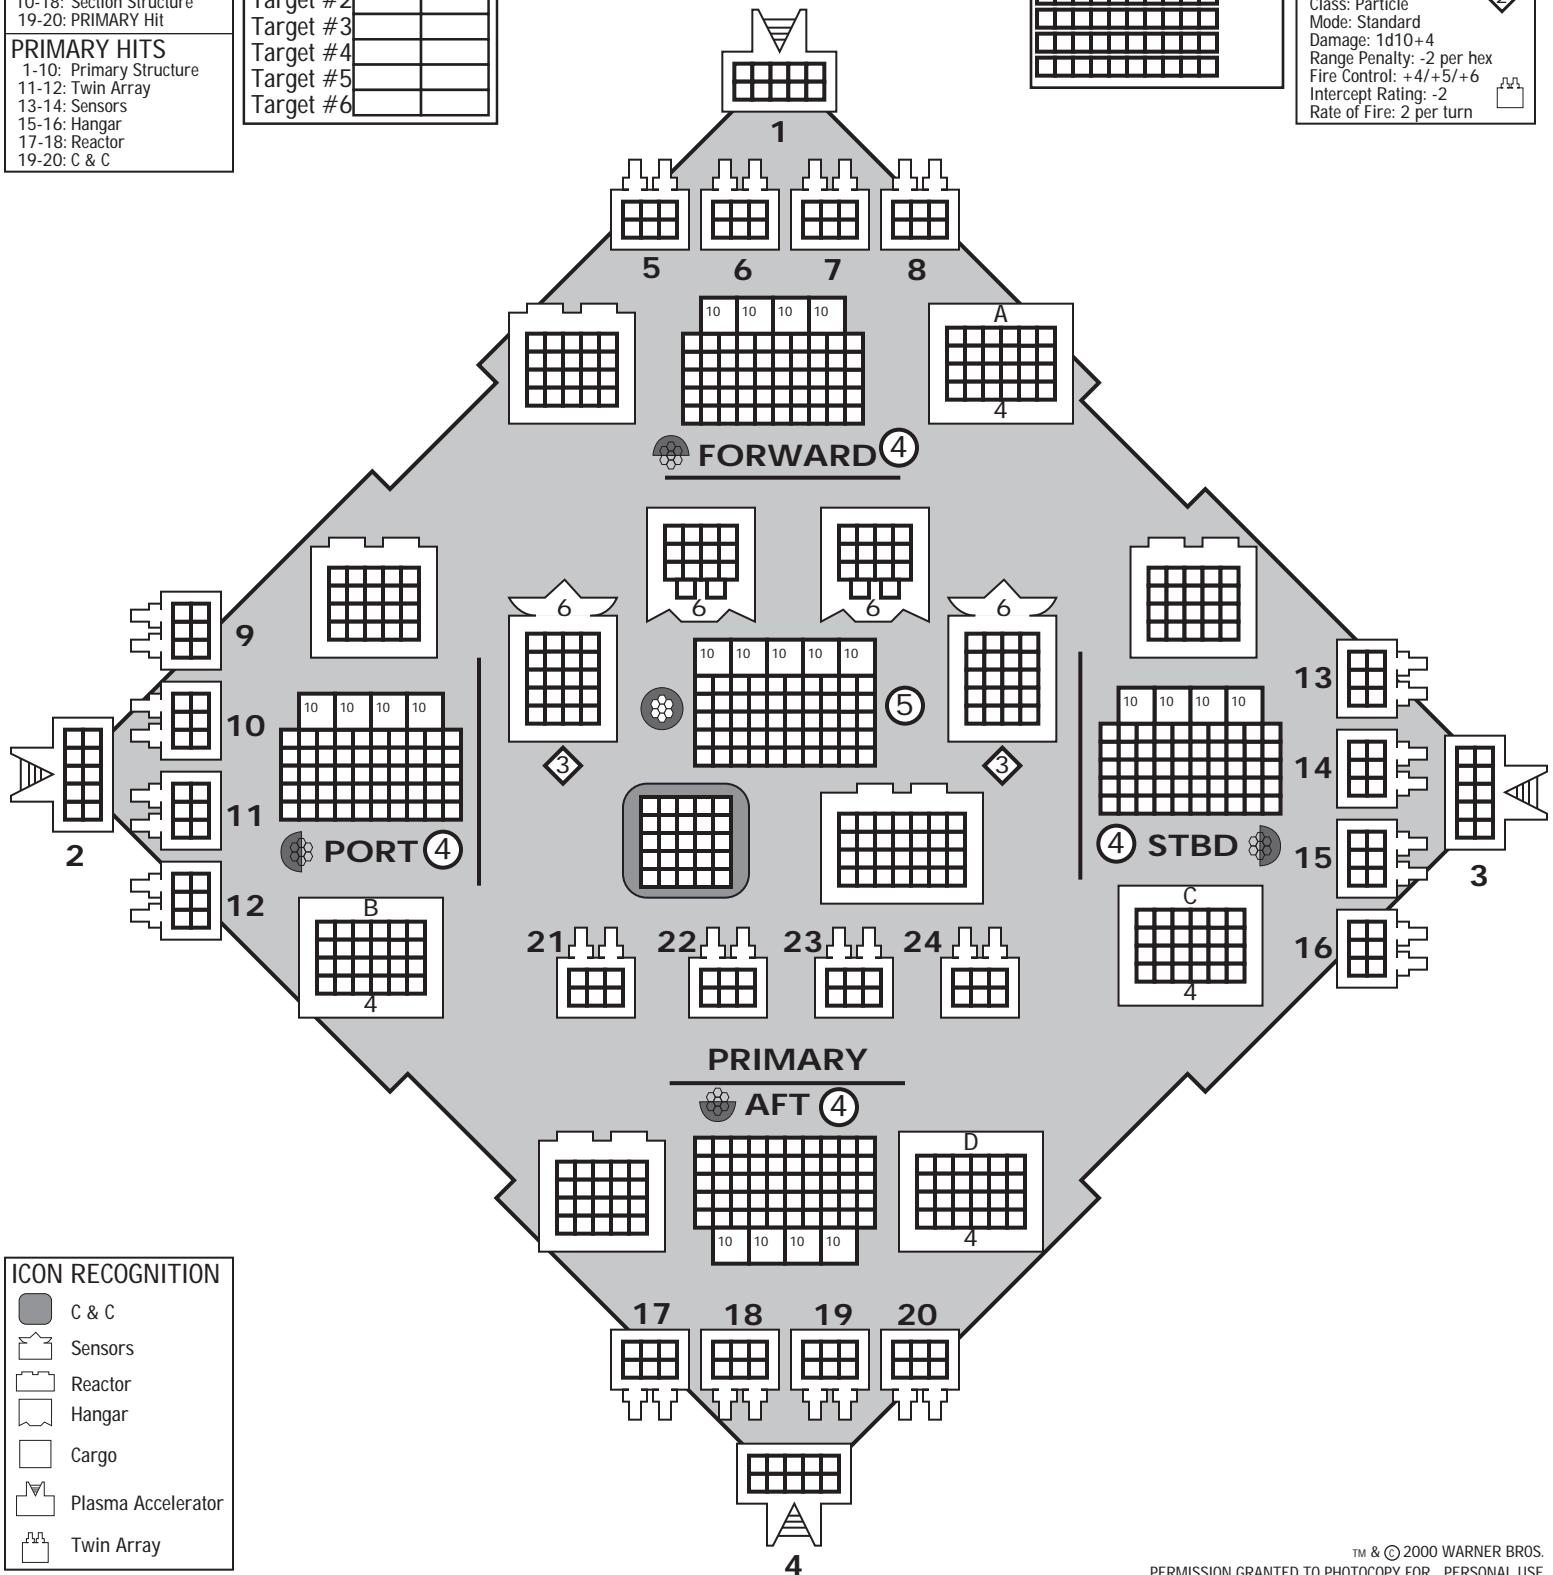 10-18: Section Structure
19-20: PRIMARY Hit
PRIMARY HITS
1-10: Primary Structure
11-12: Twin Array
13-14: Sensors
15-16: Hangar
17-18: Reactor
19-20: C & C
Target #2
Target #3
Target #4
Target #5
Target #6
Class: Particle
Mode: Standard
Damage: 1d10+4
Range Penalty: -2 per hex
Fire Control: +4/+5/+6
Intercept Rating: -2
Rate of Fire: 2 per turn
2
1
5 6 7 8
10 10 10 10
A
4
FORWARD 4
6 6 6 6
9
10
11
12
2
10 10 10 10
PORT 4
B
4
3
10 10 10 10 10
5
3
10 10 10 10
4 STBD
C
4
13
14
15
16
3
21 22 23 24
PRIMARY
AFT 4
10 10 10 10
D
4
17 18 19 20
4
ICON RECOGNITION
C & C
Sensors
Reactor
Hangar
Cargo
Plasma Accelerator
Twin Array
TM & © 2000 WARNER BROS.
PERMISSION GRANTED TO PHOTOCOPY FOR PERSONAL USE